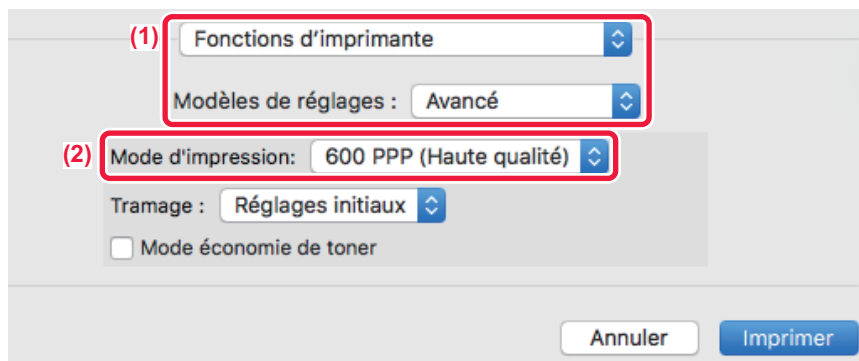 (1) Fonctions d’imprimante
Modèles de réglages : Avancé
(2) Mode d'impression: 600 PPP (Haute qualité)
Tramage : Réglages initiaux
Mode économie de toner
Annuler Imprimer